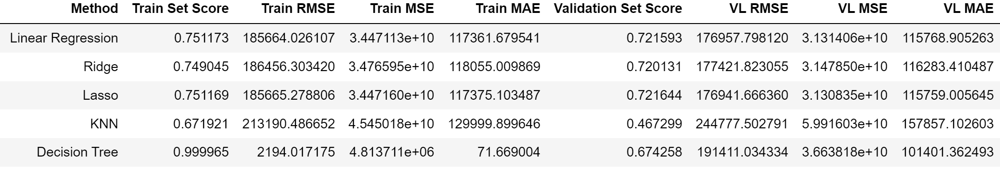 Method Train Set Score Train RMSE Train MSE Train MAE Validation Set Score VL RMSE VL MSE VL MAE
Linear Regression 0.751173 185664.026107 3.447113e+10 117361.679541 0.721593 176957.798120 3.131406e+10 115768.905263
Ridge 0.749045 186456.303420 3.476595e+10 118055.009869 0.720131 177421.823055 3.147850e+10 116283.410487
Lasso 0.751169 185665.278806 3.447160e+10 117375.103487 0.721644 176941.666360 3.130835e+10 115759.005645
KNN 0.671921 213190.486652 4.545018e+10 129999.899646 0.467299 244777.502791 5.991603e+10 157857.102603
Decision Tree 0.999965 2194.017175 4.813711e+06 71.669004 0.674258 191411.034334 3.663818e+10 101401.362493